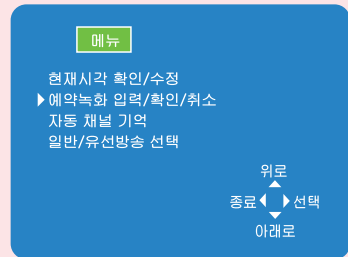 메뉴
현재시각 확인/수정
예약녹화 입력/확인/취소
자동 채널 기억
일반/유선방송 선택
위로
종료 선택
아래로